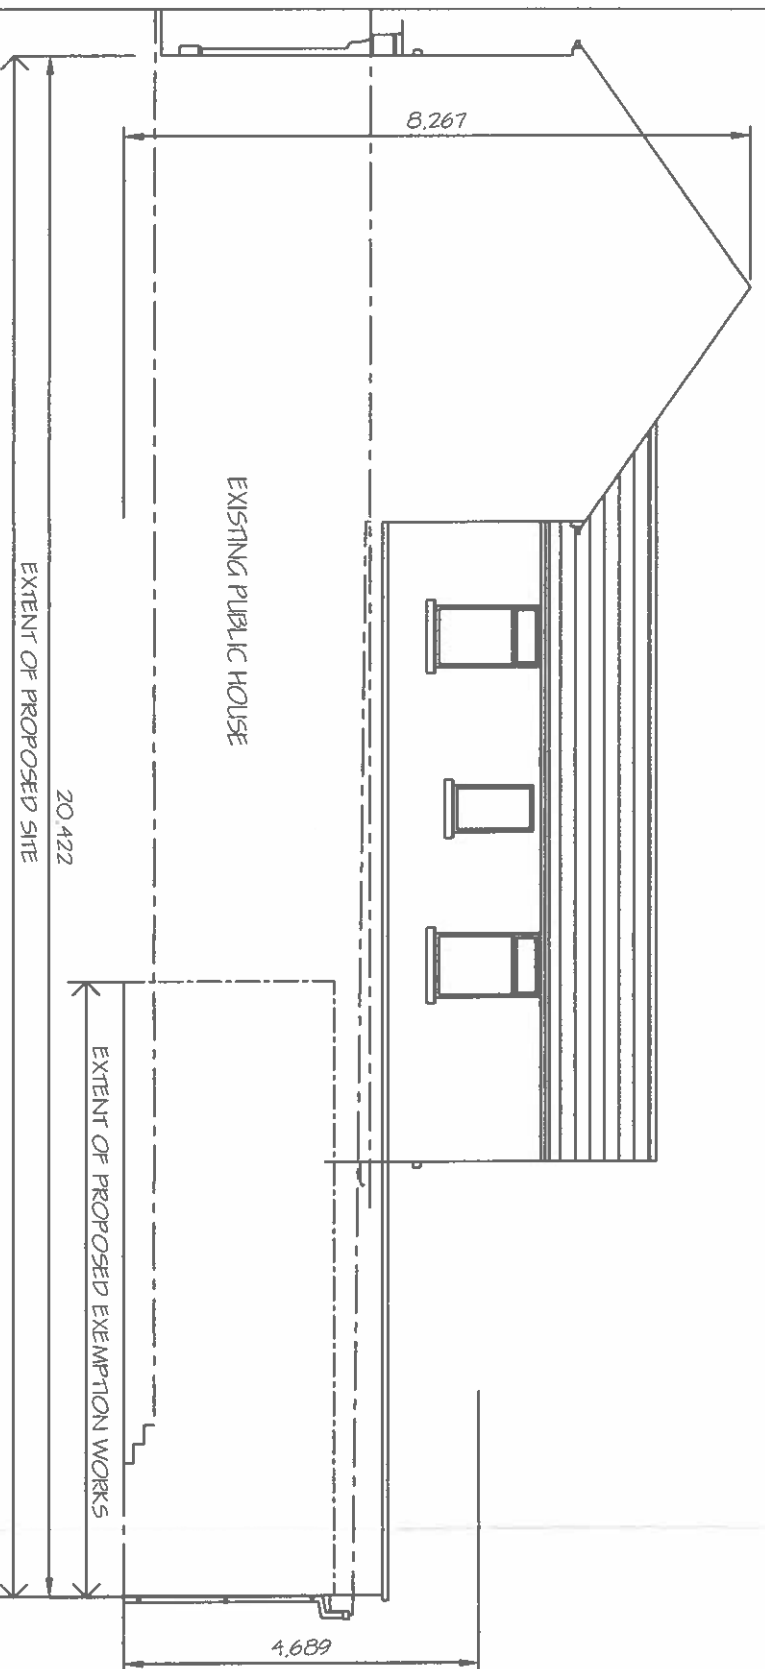 8,267
EXISTING PUBLIC HOUSE
20,422
EXTENT OF PROPOSED SITE
EXTENT OF PROPOSED EXEMPTION WORKS
4,689